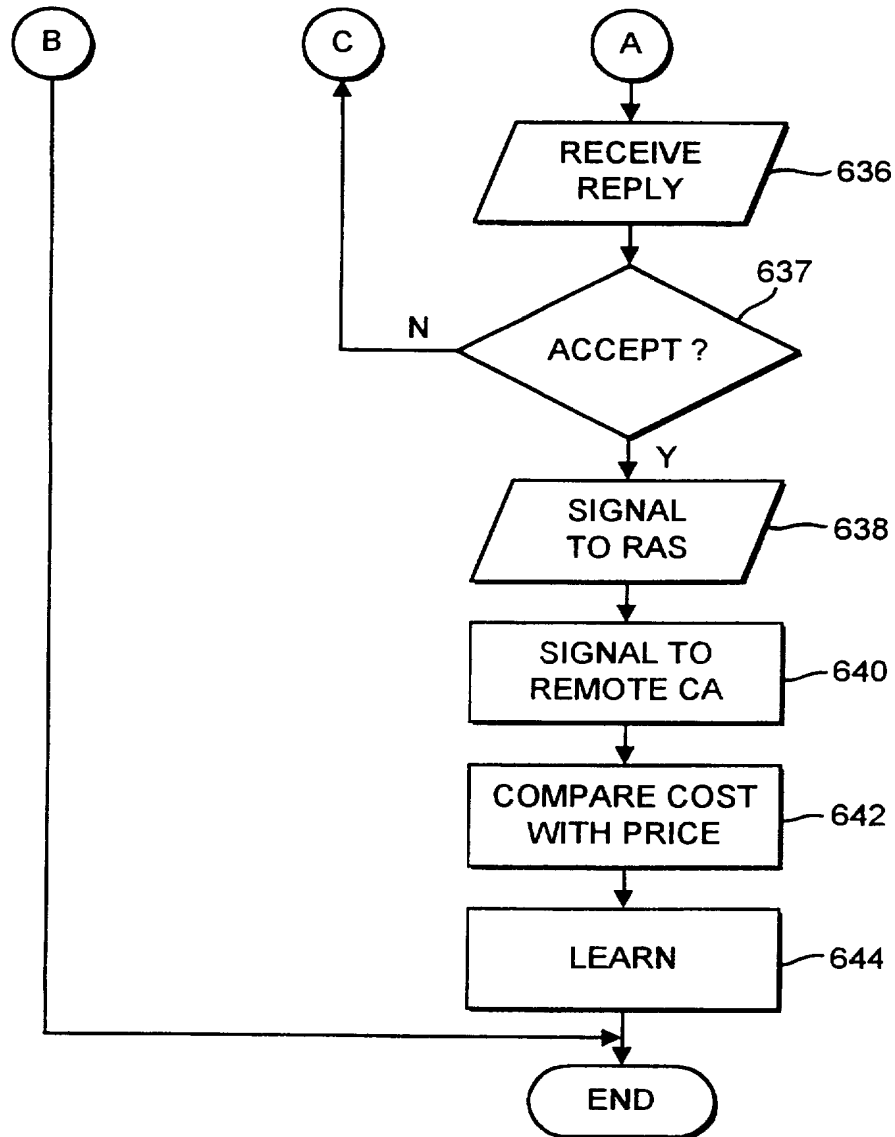 B
C
A
RECEIVE
REPLY
636
637
ACCEPT ?
N
Y
SIGNAL
TO RAS
638
SIGNAL TO
REMOTE CA
640
COMPARE COST
WITH PRICE
642
LEARN
644
END